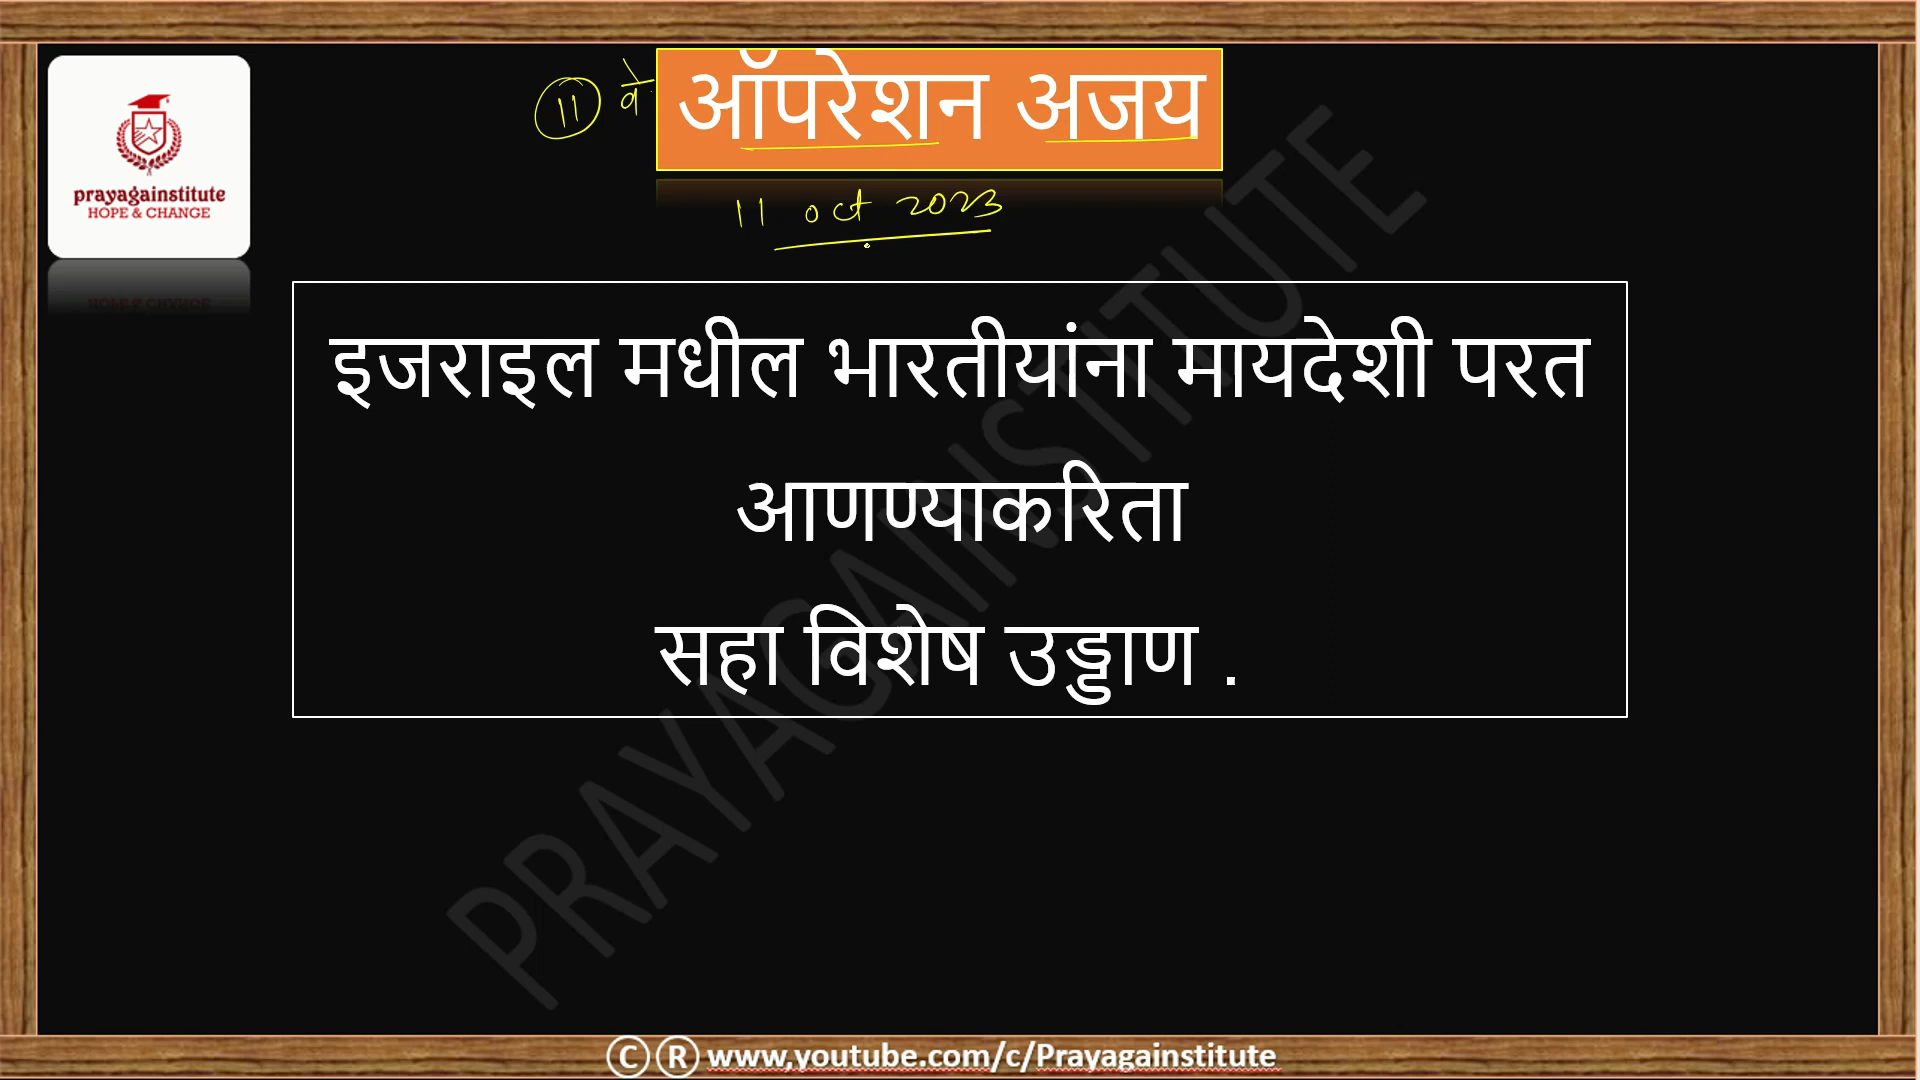 11 वे ऑपरेशन अजय
11 oct 2023
prayagainstitute
HOPE & CHANGE
इजराइल मधील भारतीयांना मायदेशी परत
आणण्याकरिता
सहा विशेष उड्डाण .
PRAYAGAINSTITUTE
© ® www.youtube.com/c/Prayagainstitute